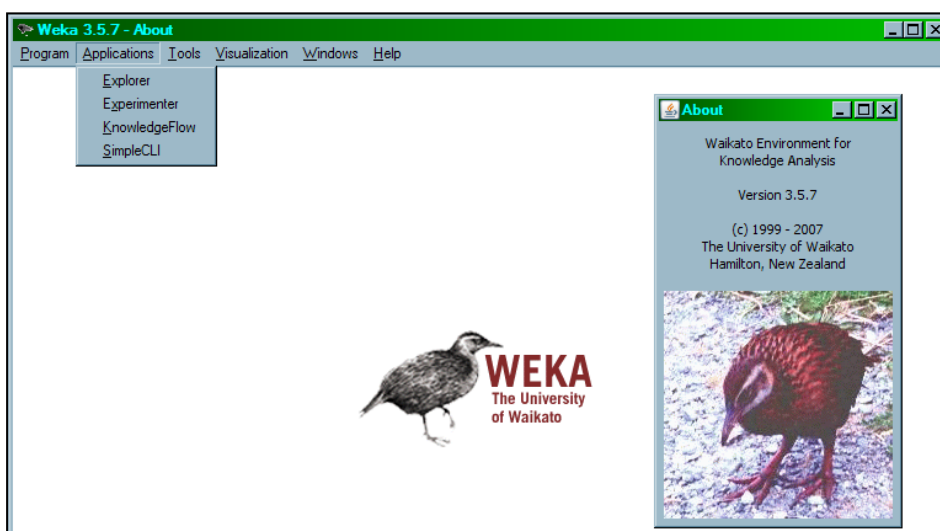 Weka 3.5.7 - About
Program Applications Tools Visualization Windows Help
Explorer
Experimenter
KnowledgeFlow
SimpleCLI
About
Waikato Environment for
Knowledge Analysis
Version 3.5.7
(c) 1999 - 2007
The University of Waikato
Hamilton, New Zealand
WEKA
The University
of Waikato